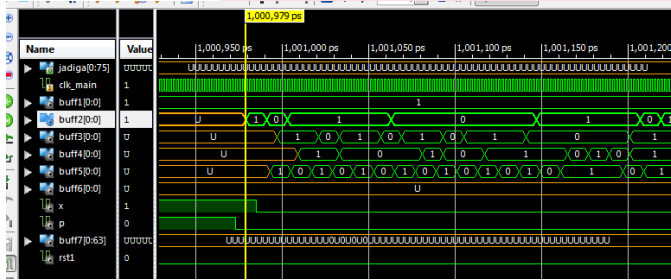 1,000,979 ps
Name Value 1,000,950 ps 1,001,000 ps 1,001,050 ps 1,001,100 ps 1,001,150 ps 1,001,200
jadiga[0:75] UUUUU
clk_main 1
buff1[0:0] 1 1
buff2[0:0] 1 U 1 0 1 0 1 0 1
buff3[0:0] U U 1 0 1 0 1 0 1 0 1
buff4[0:0] U U 1 0 1 0 1 0 1 0 1
buff5[0:0] U U 1 0 1 0 1 0 1 0 1 0 1 0 1 0 1
buff6[0:0] U U
x 1
p 0
buff7[0:63] UUUUU
rst1 0